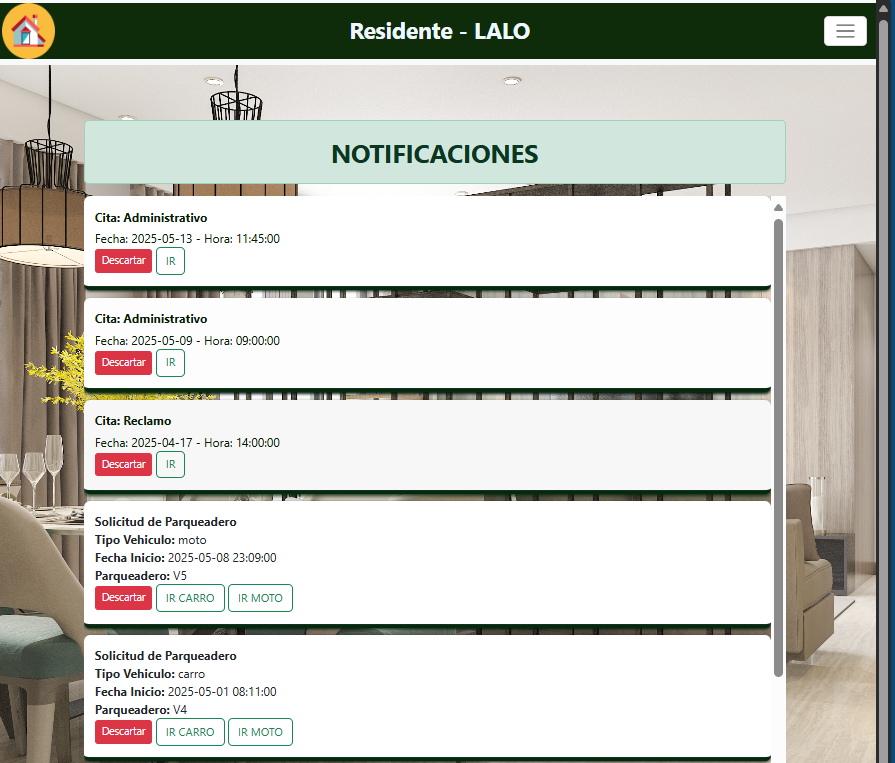 Residente - LALO
NOTIFICACIONES
Cita: Administrativo
Fecha: 2025-05-13 - Hora: 11:45:00
Descartar IR
Cita: Administrativo
Fecha: 2025-05-09 - Hora: 09:00:00
Descartar IR
Cita: Reclamo
Fecha: 2025-04-17 - Hora: 14:00:00
Descartar IR
Solicitud de Parqueadero
Tipo Vehiculo: moto
Fecha Inicio: 2025-05-08 23:09:00
Parqueadero: V5
Descartar IR CARRO IR MOTO
Solicitud de Parqueadero
Tipo Vehiculo: carro
Fecha Inicio: 2025-05-01 08:11:00
Parqueadero: V4
Descartar IR CARRO IR MOTO